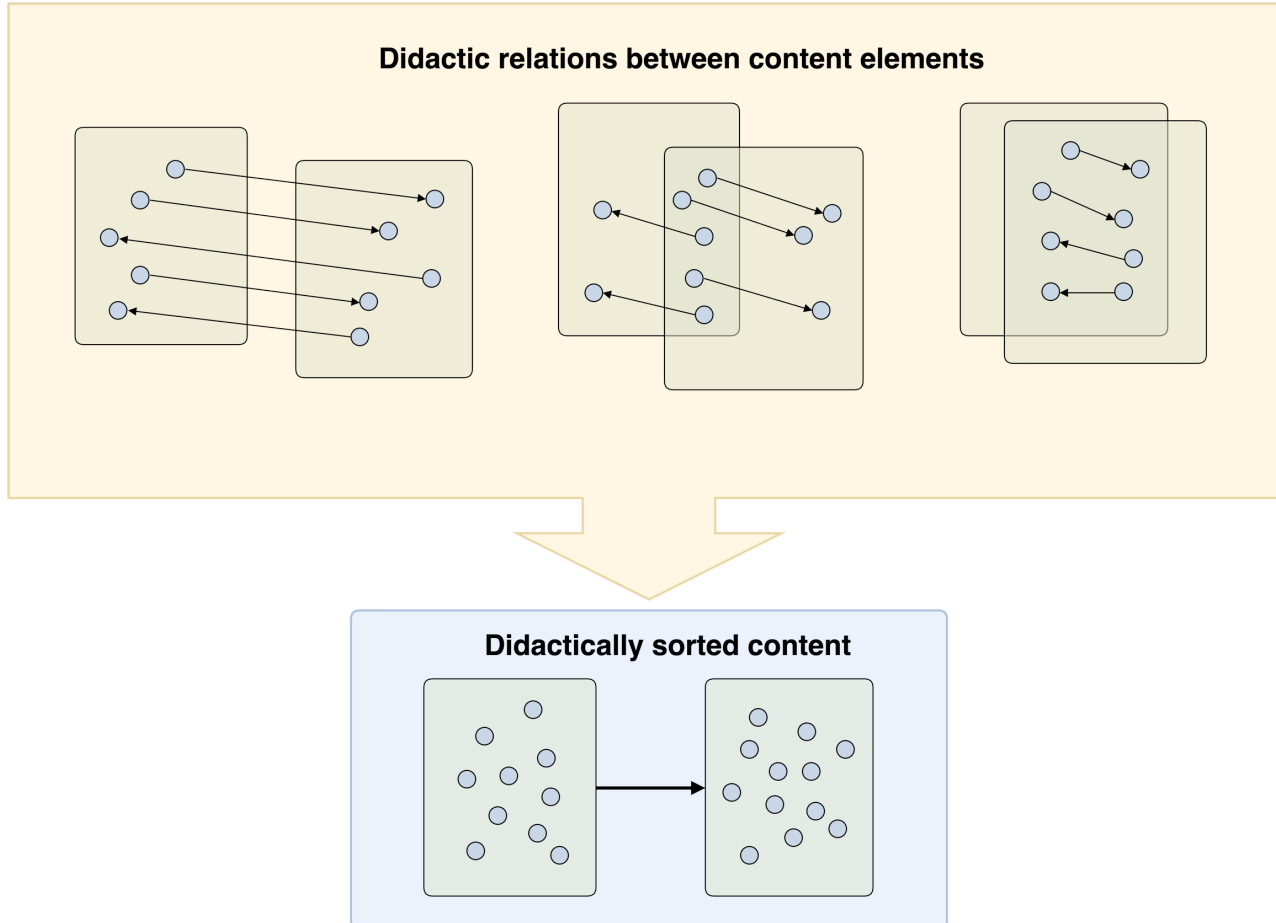 Didactic relations between content elements
Didactically sorted content